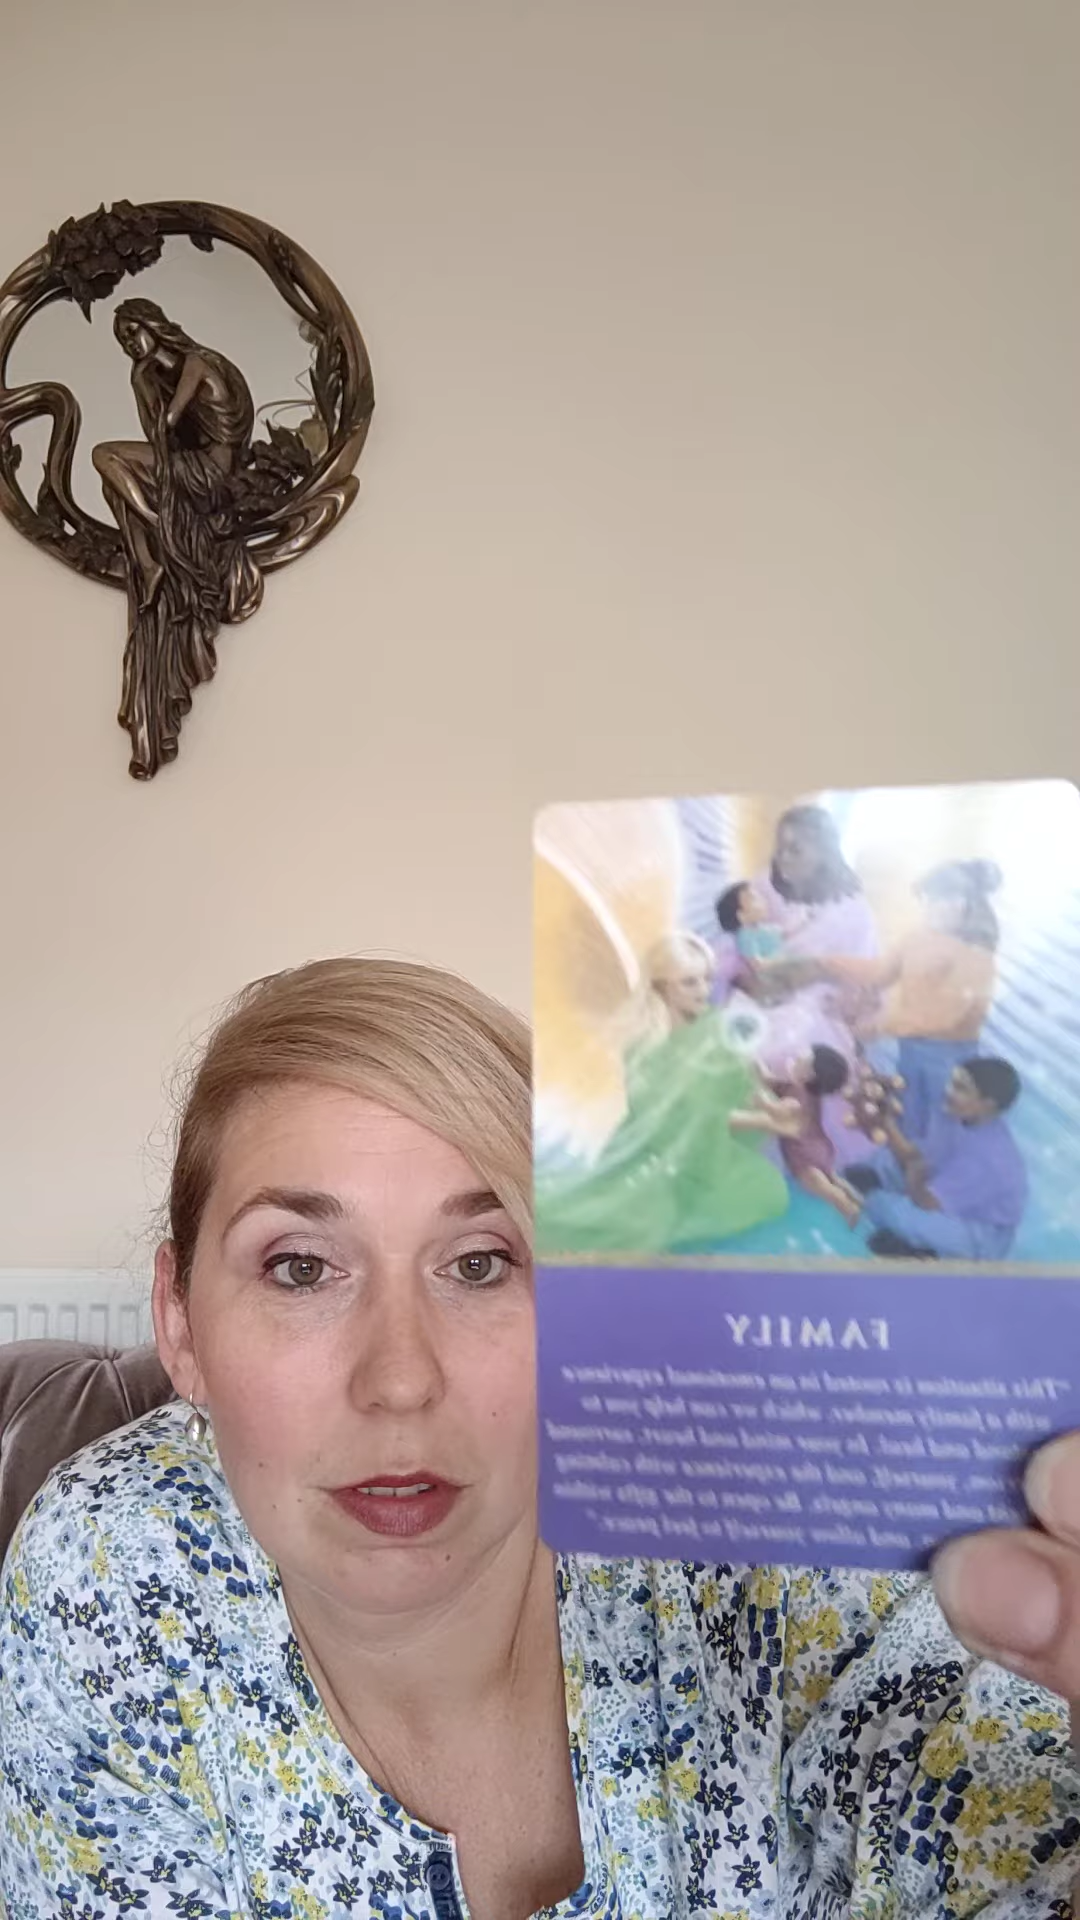 FAMILY
"This situation is rooted in an emotional experience
with a family member, which we can help you to
and heal. In your mind and heart, surround
yourself, and the experience with calming
and many angels. Be open to the gifts within
and allow yourself to feel peace."